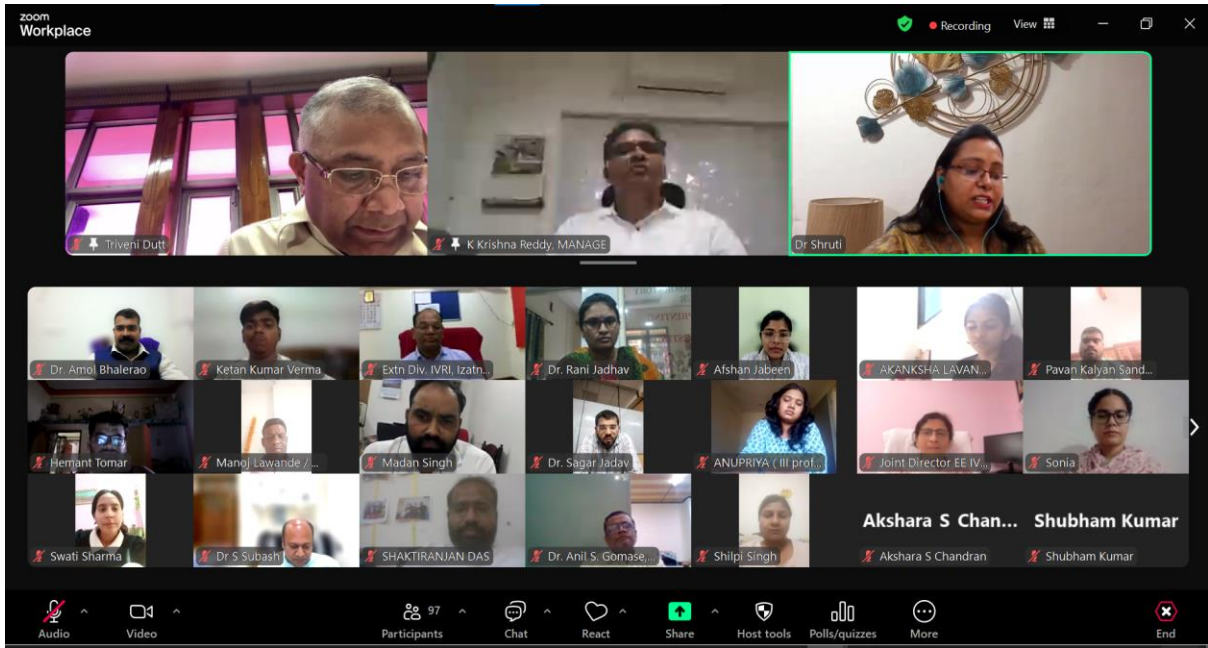 zoom
Workplace
Recording
View
Triveni Dutt
K Krishna Reddy, MANAGE
Dr Shruti
Dr. Amol Bhalerao
Ketan Kumar Verma
Extn Div. IVRI, Izatn...
Dr. Rani Jadhav
Afshan Jabeen
AKANKSHA LAVAN...
Pavan Kalyan Sand...
Hemant Tomar
Manoj Lawande /...
Madan Singh
Dr. Sagar Jadav
ANUPRIYA ( III prof...
Joint Director EE IV...
Sonia
Swati Sharma
Dr S Subash
SHAKTIRANJAN DAS
Dr. Anil S. Gomase,...
Shilpi Singh
Akshara S Chan...
Akshara S Chandran
Shubham Kumar
Shubham Kumar
Audio
Video
97
Participants
Chat
React
Share
Host tools
Polls/quizzes
More
End